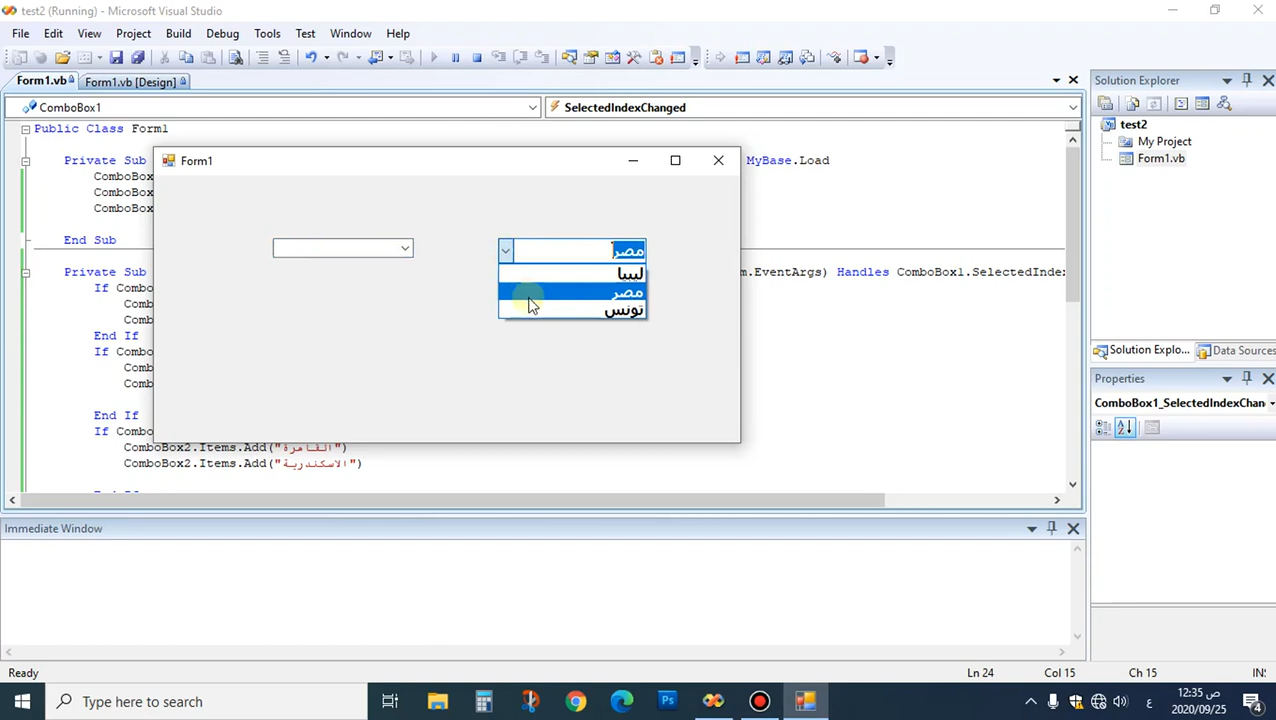 test2 (Running) - Microsoft Visual Studio
File Edit View Project Build Debug Tools Test Window Help
Form1.vb Form1.vb [Design]
ComboBox1 SelectedIndexChanged
Public Class Form1
Private Sub MyBase.Load
ComboBox
ComboBox
ComboBox
End Sub
Private Sub m.EventArgs) Handles ComboBox1.SelectedInde
If Combo
Comb
End If
If Combo
Comb
Comb
End If
If Combo
ComboBox2.Items.Add("القاهرة")
ComboBox2.Items.Add("الاسكندرية")
End If
Form1
مصر
ليبيا
مصر
تونس
Solution Explorer
test2
My Project
Form1.vb
Solution Explo... Data Sources
Properties
ComboBox1_SelectedIndexChan
Immediate Window
Ready Ln 24 Col 15 Ch 15 INS
Type here to search
Ps
ع
12:35 ص
2020/09/25
4